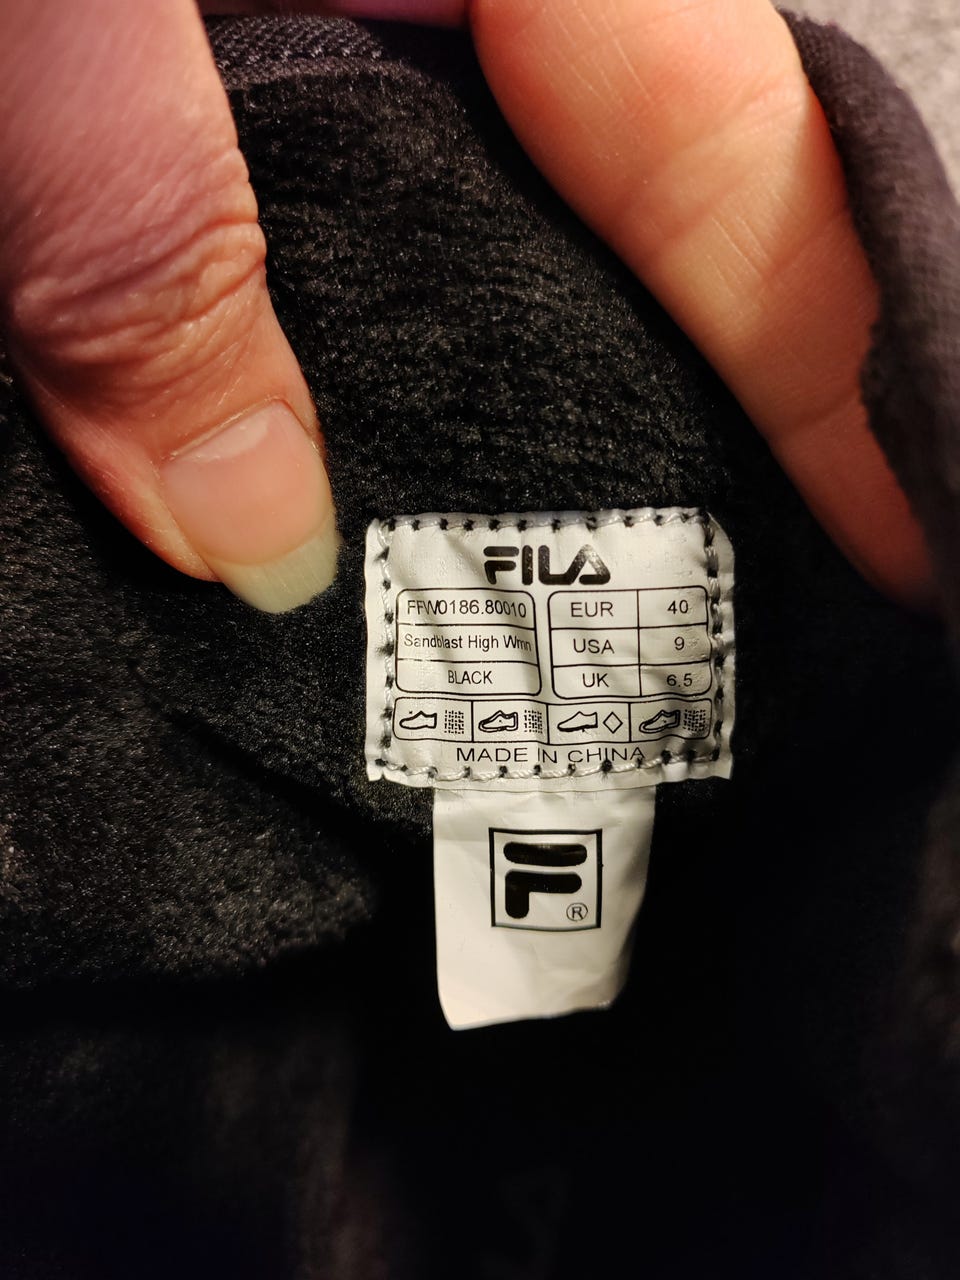 FILA
FFW0186.80010
Sandblast High Wmn
BLACK
EUR 40
USA 9
UK 6.5
MADE IN CHINA
F
®